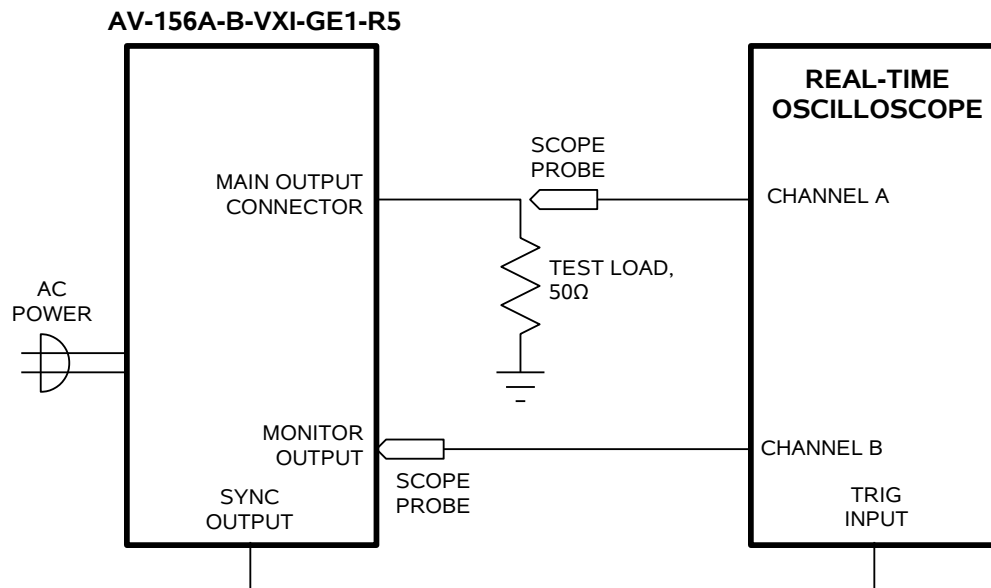 AV-156A-B-VXI-GE1-R5
REAL-TIME
OSCILLOSCOPE
SCOPE
PROBE
MAIN OUTPUT
CONNECTOR
CHANNEL A
TEST LOAD,
50Ω
AC
POWER
MONITOR
OUTPUT
CHANNEL B
SCOPE
PROBE
SYNC
OUTPUT
TRIG
INPUT